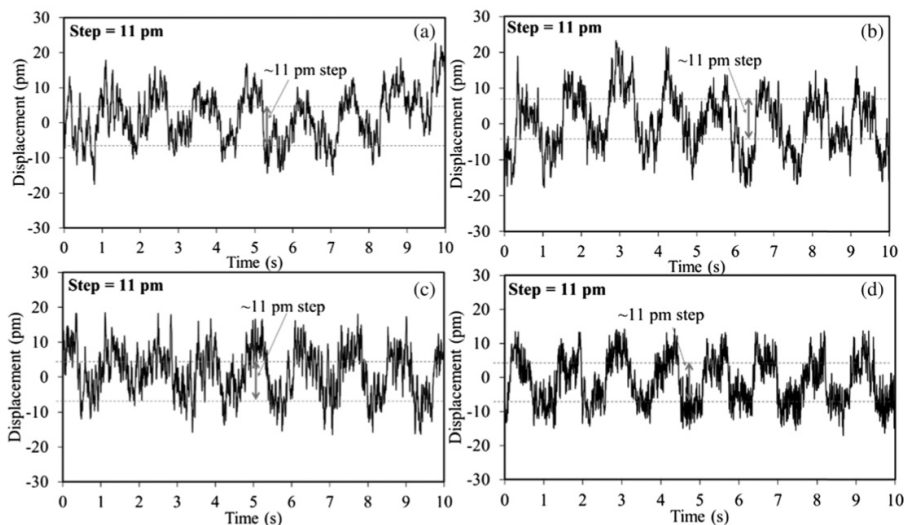 Step = 11 pm
(a)
~11 pm step
Displacement (pm)
30
20
10
0
-10
-20
-30
0 1 2 3 4 5 6 7 8 9 10
Time (s)
Step = 11 pm
(b)
~11 pm step
Displacement (pm)
30
20
10
0
-10
-20
-30
0 1 2 3 4 5 6 7 8 9 10
Time (s)
Step = 11 pm
(c)
~11 pm step
Displacement (pm)
30
20
10
0
-10
-20
-30
0 1 2 3 4 5 6 7 8 9 10
Time (s)
Step = 11 pm
(d)
~11 pm step
Displacement (pm)
30
20
10
0
-10
-20
-30
0 1 2 3 4 5 6 7 8 9 10
Time (s)